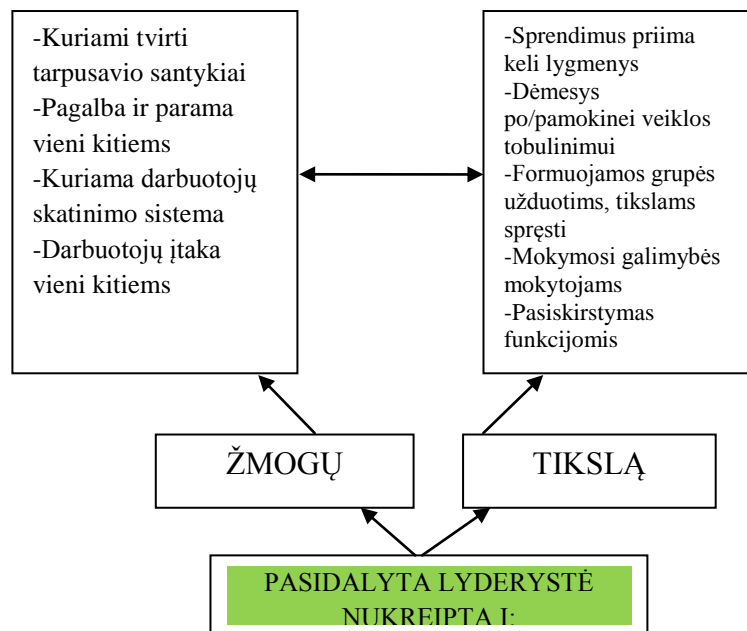 -Kuriami tvirti
tarpusavio santykiai
-Pagalba ir parama
vieni kitiems
-Kuriama darbuotojų
skatinimo sistema
-Darbuotojų įtaka
vieni kitiems
-Sprendimus priima
keli lygmenys
-Dėmesys
po/pamokinei veiklos
tobulinimui
-Formuojamos grupės
užduotims, tikslams
spręsti
-Mokymosi galimybės
mokytojams
-Pasiskirstymas
funkcijomis
ŽMOGŲ
TIKSLĄ
PASIDALYTA LYDERYSTĖ
NUKREIPTA Į: